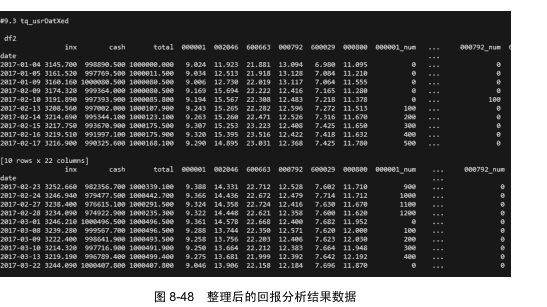 #9.3 tq_usrDatXed
df2
inx cash total 000001 002046 600663 000792 600029 000800 000001_num ... 000792_num
date ...
2017-01-04 3145.700 998890.500 1000000.000 9.024 11.923 21.881 13.094 6.980 11.095 0 ... 0
2017-01-05 3161.520 997769.500 1000011.500 9.034 12.513 21.918 13.128 7.084 11.210 0 ... 0
2017-01-06 3160.160 1000080.500 1000080.500 9.006 12.730 22.019 13.117 7.064 11.555 0 ... 0
2017-02-09 3174.320 999364.000 1000080.500 9.169 15.694 22.222 12.416 7.165 11.280 0 ... 0
2017-02-10 3191.890 997393.000 1000085.800 9.194 15.567 22.308 12.483 7.218 11.378 0 ... 100
2017-02-13 3208.560 997002.000 1000107.900 9.243 15.265 22.282 12.596 7.272 11.513 100 ... 0
2017-02-14 3214.690 995344.100 1000123.100 9.263 15.260 22.471 12.526 7.316 11.670 200 ... 0
2017-02-15 3217.750 993670.900 1000175.500 9.307 15.253 23.223 12.408 7.425 11.650 300 ... 0
2017-02-16 3219.510 991997.100 1000175.900 9.320 15.395 23.516 12.422 7.418 11.632 400 ... 0
2017-02-17 3216.900 990325.600 1000168.100 9.290 14.895 23.031 12.368 7.425 11.780 500 ... 0
[10 rows x 22 columns]
inx cash total 000001 002046 600663 000792 600029 000800 000001_num ... 000792_num
date ...
2017-02-23 3252.660 982356.700 1000339.100 9.388 14.331 22.712 12.528 7.602 11.710 900 ... 0
2017-02-24 3246.940 979477.500 1000442.700 9.366 14.436 22.672 12.479 7.714 11.712 1000 ... 0
2017-02-27 3238.400 976615.100 1000291.500 9.324 14.358 22.724 12.416 7.630 11.670 1100 ... 0
2017-02-28 3234.090 974922.900 1000235.300 9.322 14.448 22.621 12.358 7.600 11.620 1200 ... 0
2017-03-01 3246.210 1000496.500 1000496.500 9.361 14.578 22.668 12.400 7.682 11.952 0 ... 0
2017-03-08 3239.280 999567.700 1000496.500 9.288 13.744 22.350 12.571 7.620 12.000 100 ... 0
2017-03-09 3222.400 998641.900 1000493.500 9.258 13.756 22.203 12.406 7.623 12.030 200 ... 0
2017-03-10 3214.320 997716.900 1000491.900 9.250 13.664 22.212 12.383 7.664 11.948 300 ... 0
2017-03-13 3219.190 996789.400 1000499.400 9.275 13.681 21.999 12.392 7.642 12.192 400 ... 0
2017-03-22 3244.090 1000407.800 1000407.800 9.046 13.906 22.158 12.184 7.696 11.870 0 ... 0
图 8-48 整理后的回报分析结果数据